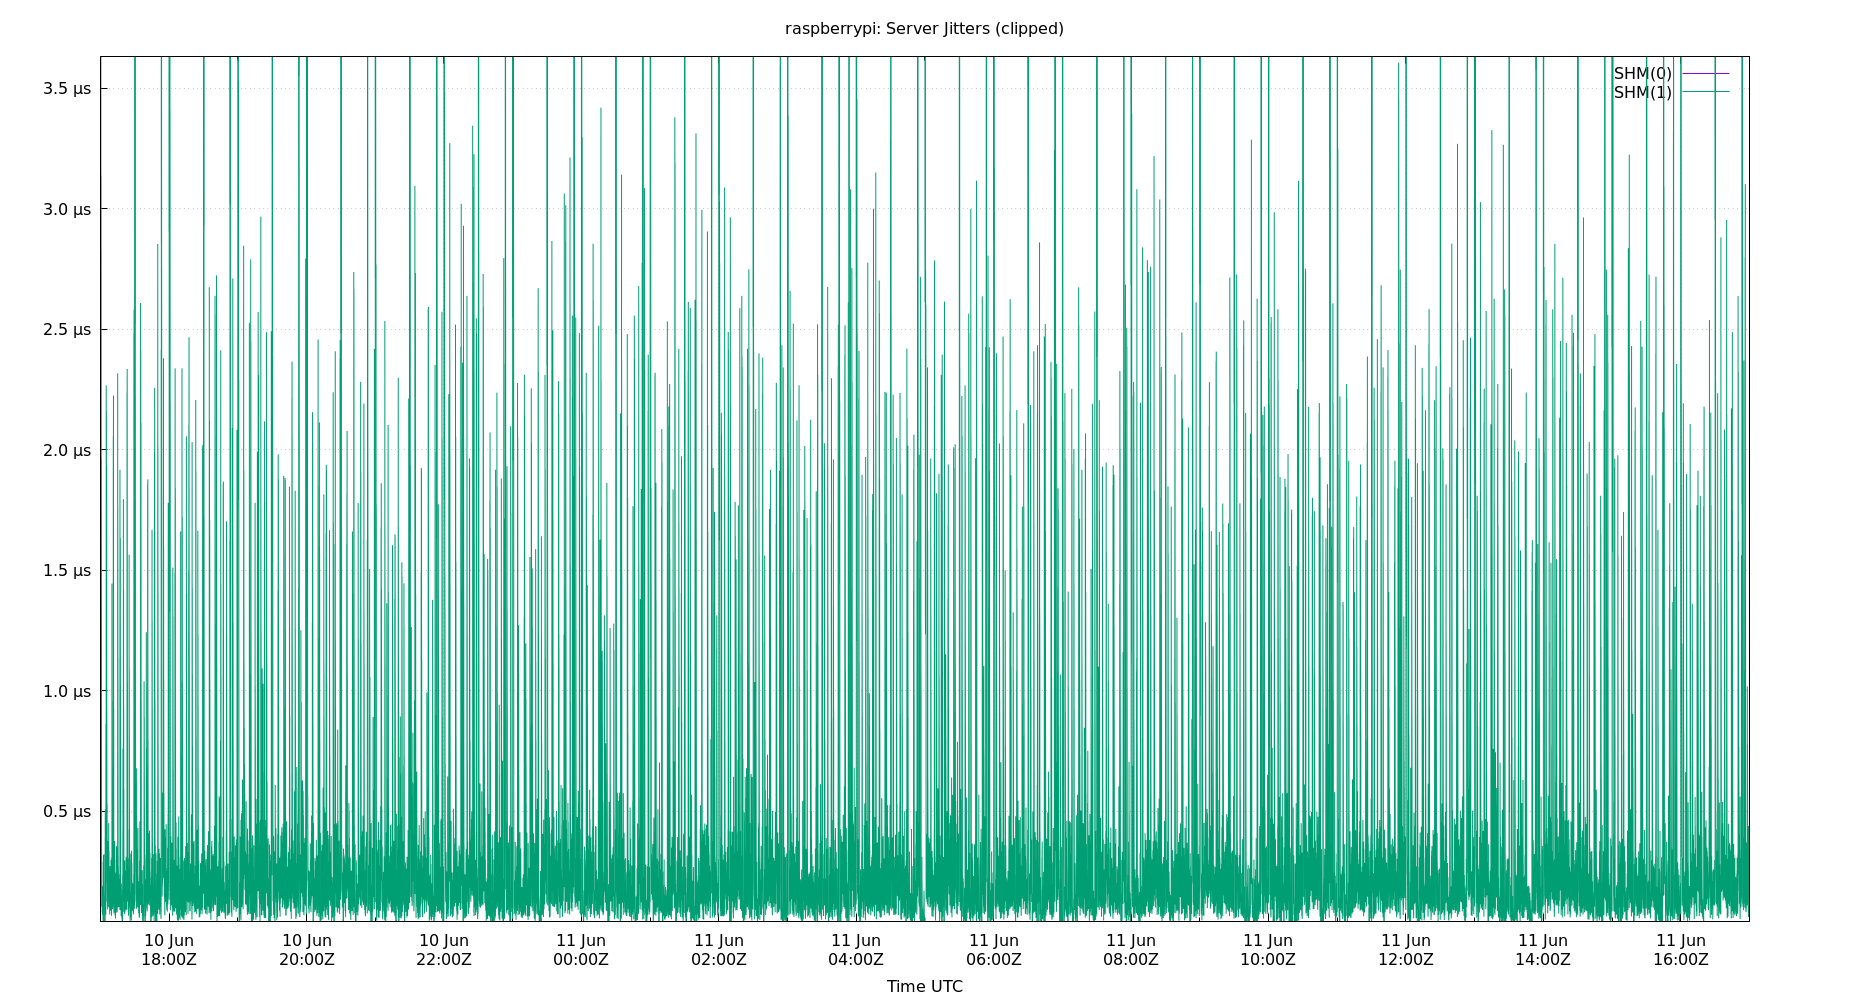 raspberrypi: Server Jitters (clipped)
SHM(0)
SHM(1)
3.5 µs
3.0 µs
2.5 µs
2.0 µs
1.5 µs
1.0 µs
0.5 µs
10 Jun 10 Jun 10 Jun 11 Jun 11 Jun 11 Jun 11 Jun 11 Jun 11 Jun 11 Jun 11 Jun 11 Jun
18:00Z 20:00Z 22:00Z 00:00Z 02:00Z 04:00Z 06:00Z 08:00Z 10:00Z 12:00Z 14:00Z 16:00Z
Time UTC